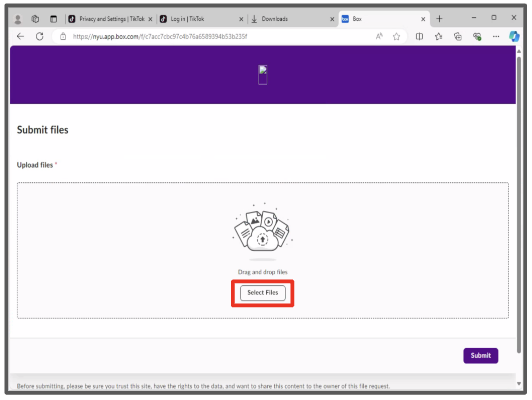 Privacy and Settings | TikTok
Log in | TikTok
Downloads
Box
https://nyu.app.box.com/f/c7acc7cbc97c4b76a6589394b53b235f
Submit files
Upload files *
Drag and drop files
Select Files
Submit
Before submitting, please be sure you trust this site, have the rights to the data, and want to share this content to the owner of this file request.